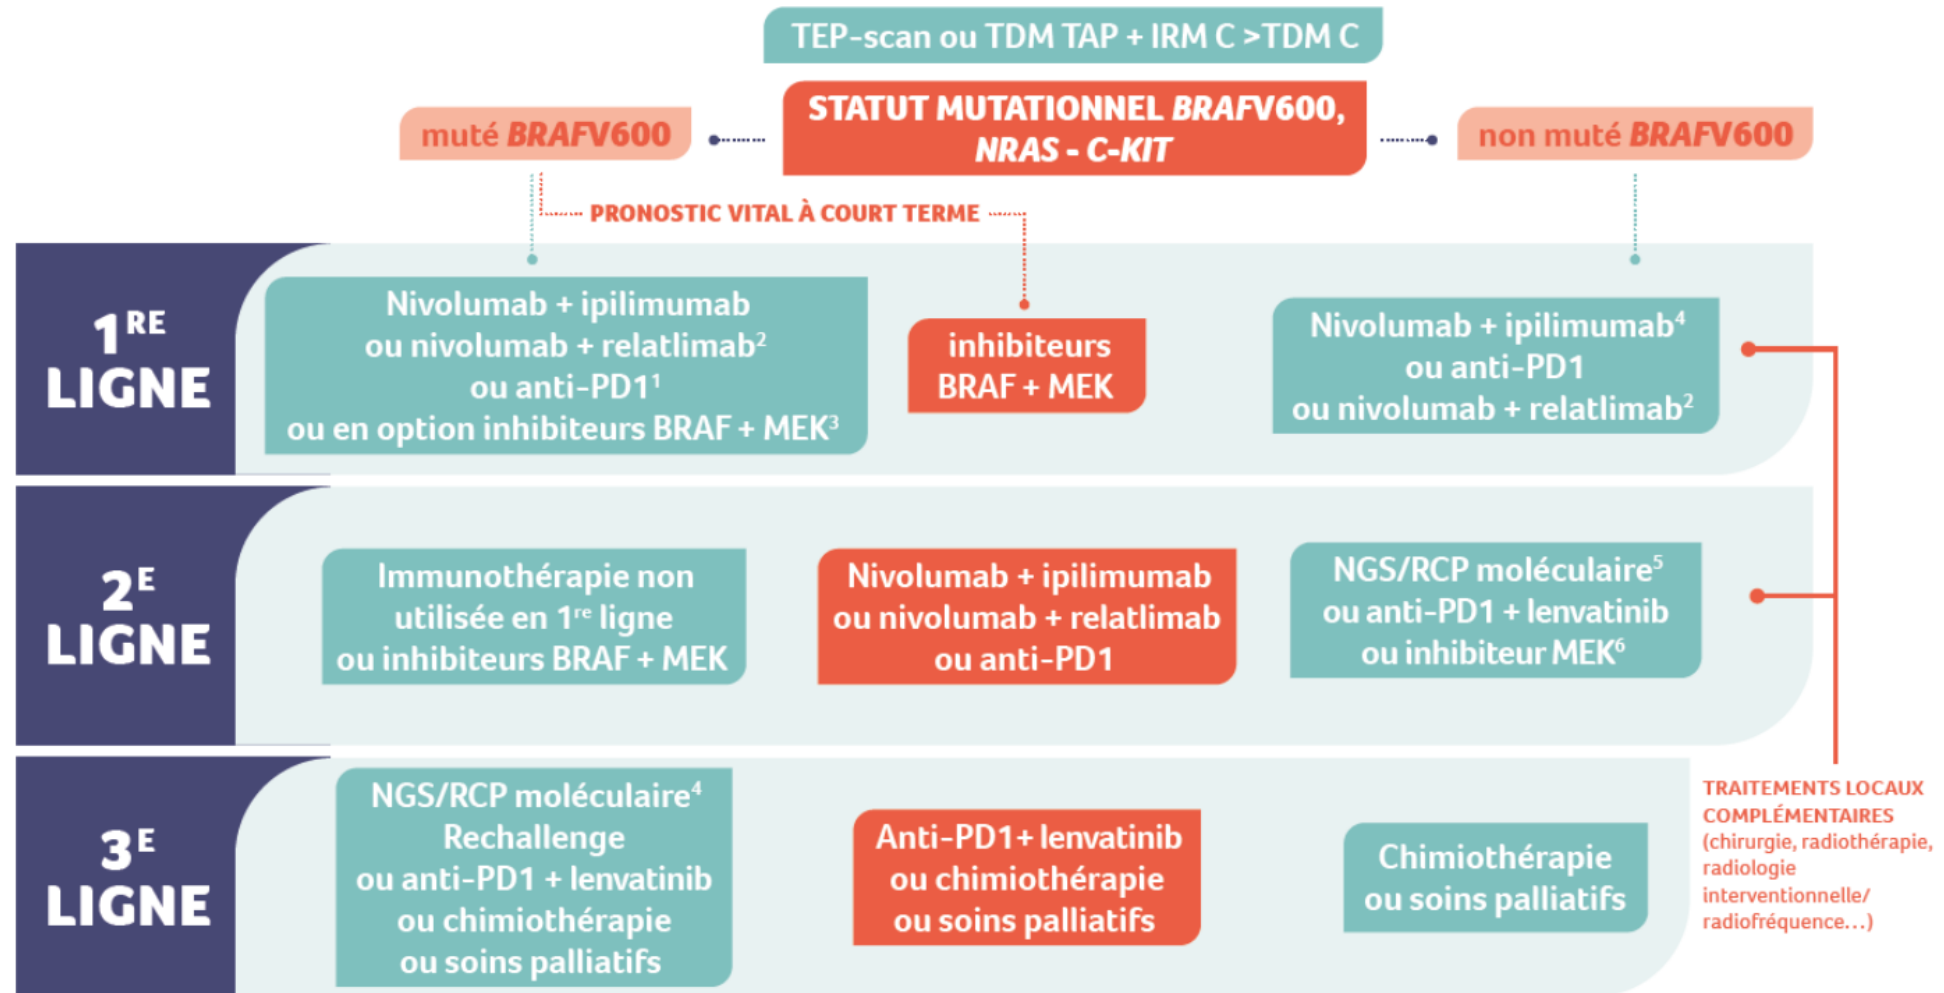 TEP-scan ou TDM TAP + IRM C >TDM C
STATUT MUTATIONNEL BRAFV600,
NRAS - C-KIT
muté BRAFV600
non muté BRAFV600
PRONOSTIC VITAL À COURT TERME
1RE
LIGNE
Nivolumab + ipilimumab
ou nivolumab + relatlimab²
ou anti-PD1¹
ou en option inhibiteurs BRAF + MEK³
inhibiteurs
BRAF + MEK
Nivolumab + ipilimumab⁴
ou anti-PD1
ou nivolumab + relatlimab²
2E
LIGNE
Immunothérapie non
utilisée en 1re ligne
ou inhibiteurs BRAF + MEK
Nivolumab + ipilimumab
ou nivolumab + relatlimab
ou anti-PD1
NGS/RCP moléculaire⁵
ou anti-PD1 + lenvatinib
ou inhibiteur MEK⁶
3E
LIGNE
NGS/RCP moléculaire⁴
Rechallenge
ou anti-PD1 + lenvatinib
ou chimiothérapie
ou soins palliatifs
Anti-PD1+ lenvatinib
ou chimiothérapie
ou soins palliatifs
Chimiothérapie
ou soins palliatifs
TRAITEMENTS LOCAUX
COMPLÉMENTAIRES
(chirurgie, radiothérapie,
radiologie
interventionnelle/
radiofréquence...)